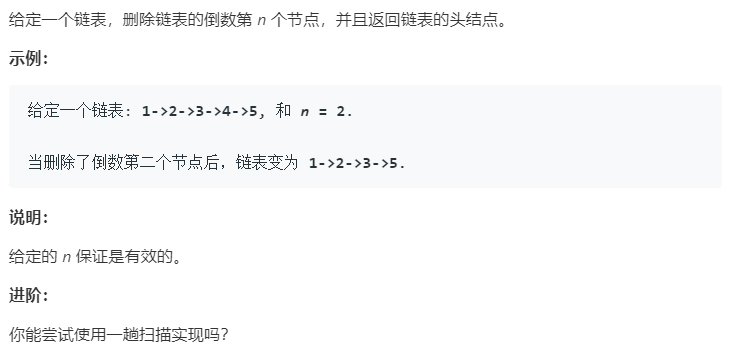 给定一个链表，删除链表的倒数第 n 个节点，并且返回链表的头结点。
示例：
给定一个链表: 1->2->3->4->5, 和 n = 2.
当删除了倒数第二个节点后，链表变为 1->2->3->5.
说明：
给定的 n 保证是有效的。
进阶：
你能尝试使用一趟扫描实现吗？